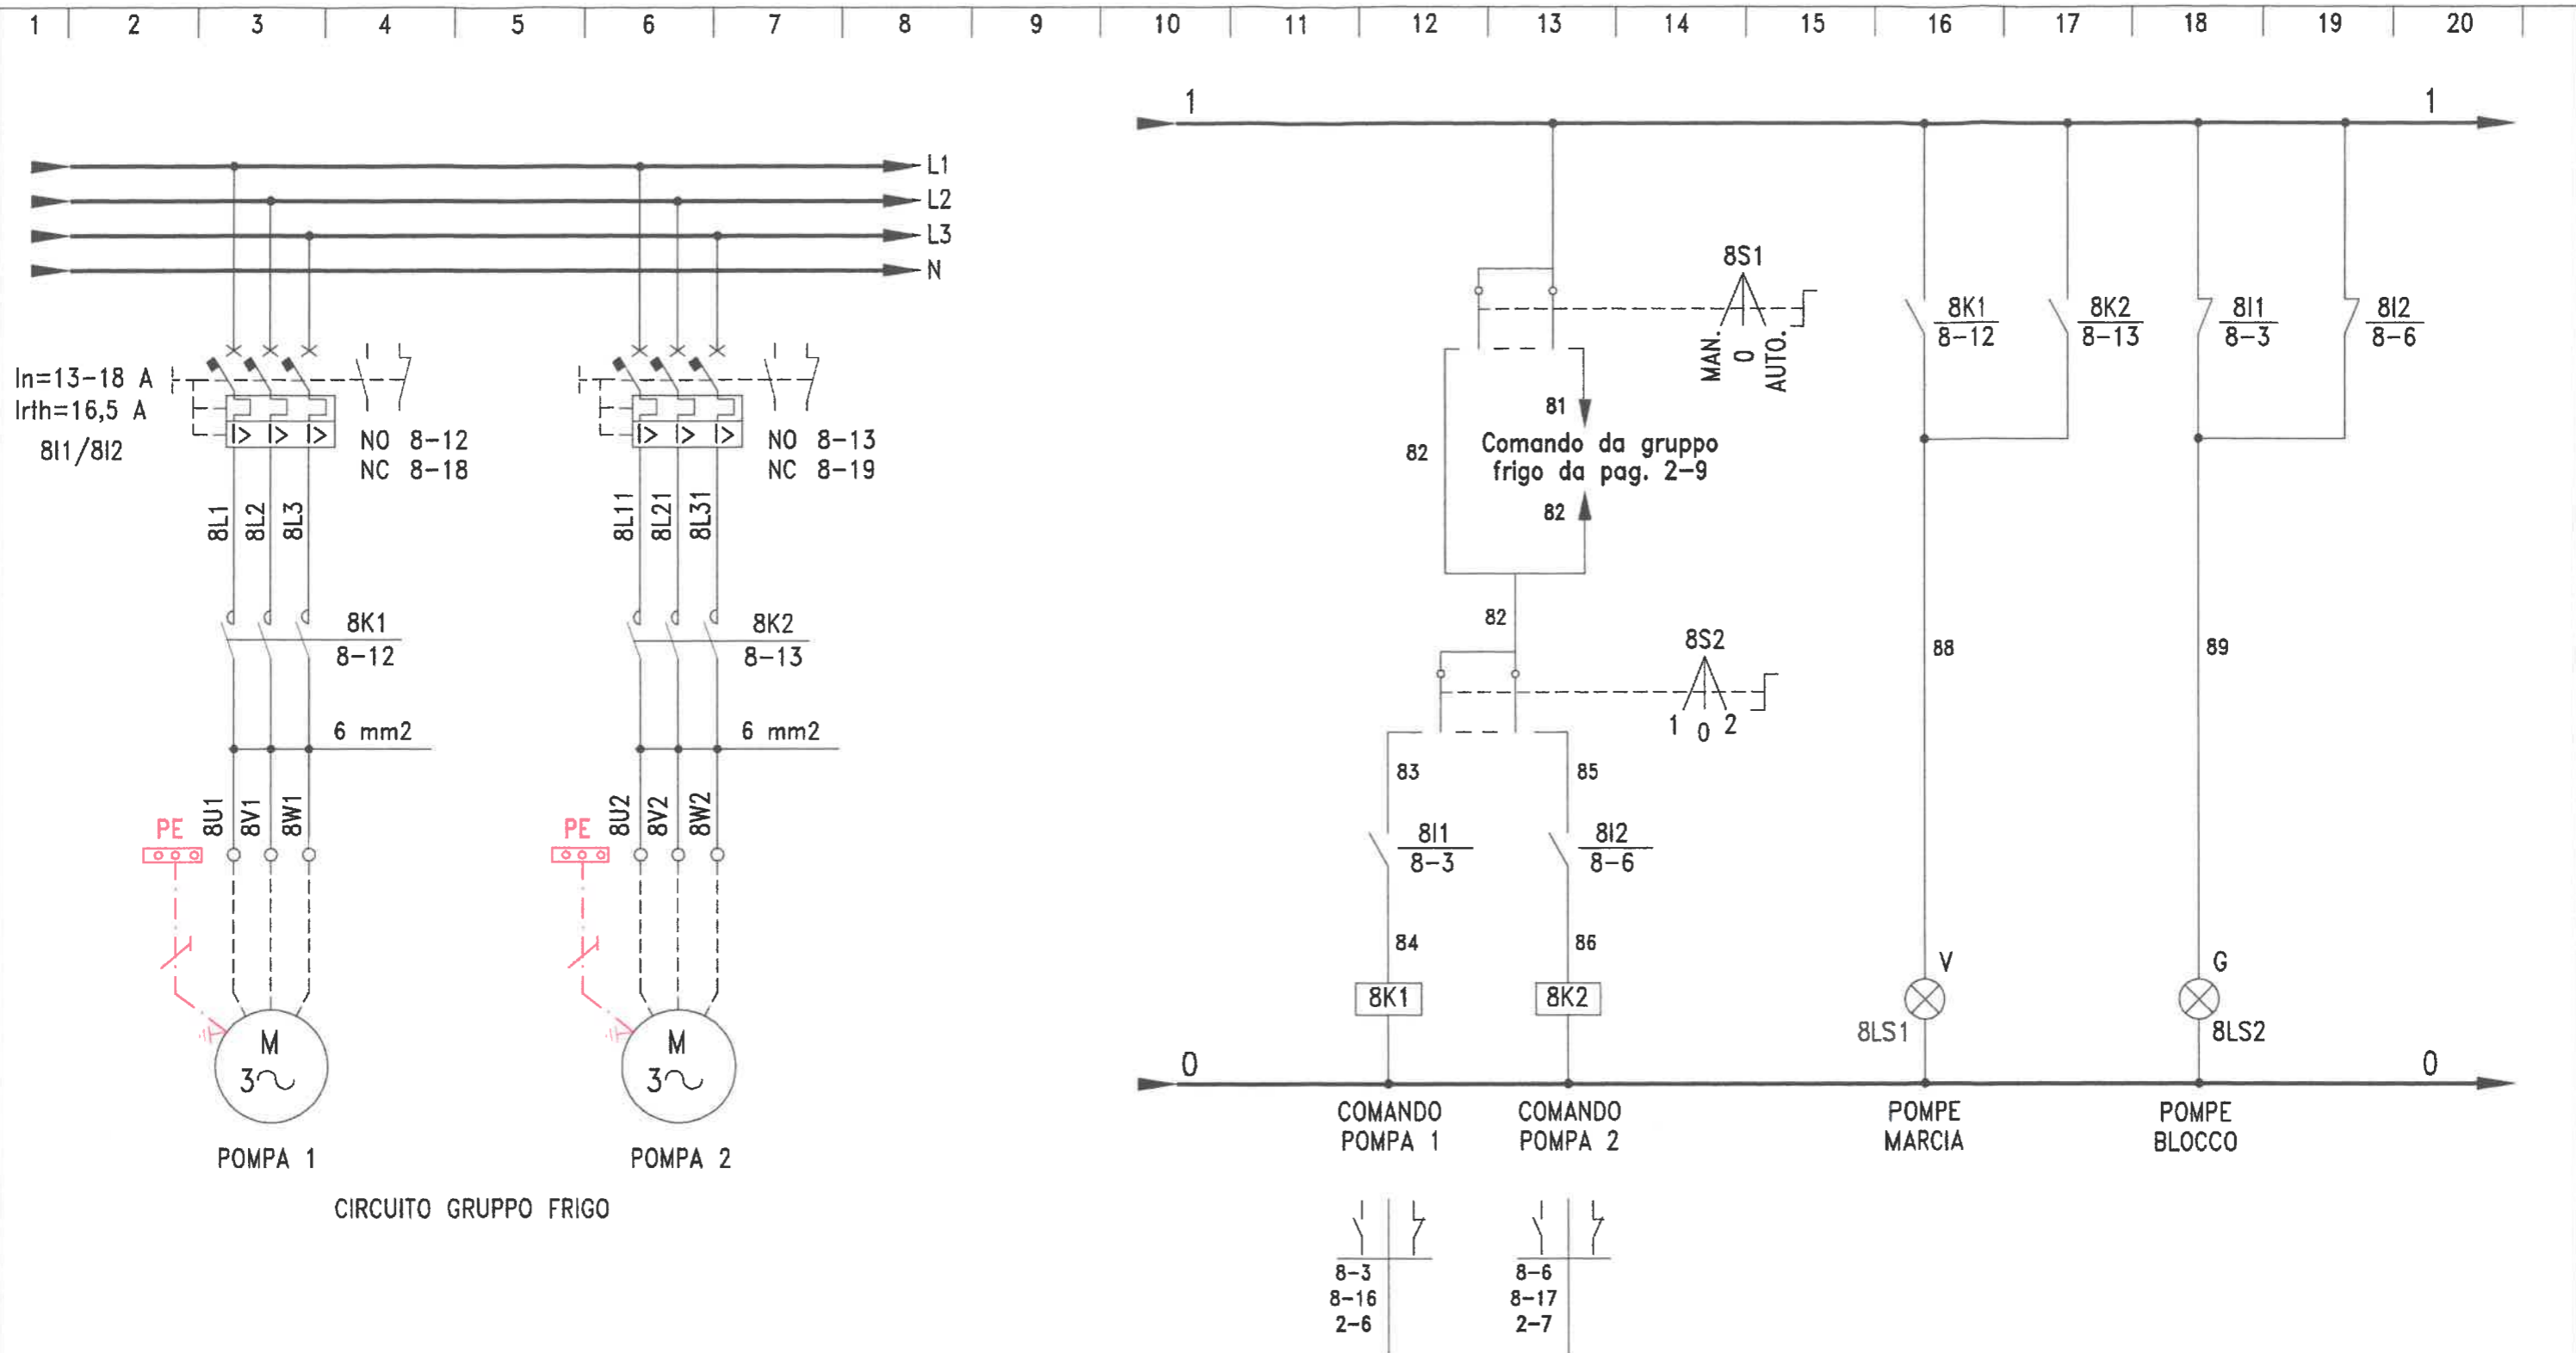 1 2 3 4 5 6 7 8 9 10 11 12 13 14 15 16 17 18 19 20
L1
L2
L3
N
In=13-18 A
Irth=16,5 A
8I1/8I2
I> I> I>
NO 8-12
NC 8-18
I> I> I>
NO 8-13
NC 8-19
8L1 8L2 8L3
8L11 8L21 8L31
8K1
8-12
8K2
8-13
6 mm2
6 mm2
PE 8U1 8V1 8W1
PE 8U2 8V2 8W2
M
3~
M
3~
POMPA 1
POMPA 2
CIRCUITO GRUPPO FRIGO
1 1
8S1
MAN. 0 AUTO.
81
82
Comando da gruppo
frigo da pag. 2-9
82
82
8S2
1 0 2
83 85
8I1
8-3
8I2
8-6
84 86
8K1 8K2
8K1
8-12
8K2
8-13
8I1
8-3
8I2
8-6
88 89
V G
8LS1 8LS2
0 0
COMANDO
POMPA 1
COMANDO
POMPA 2
POMPE
MARCIA
POMPE
BLOCCO
8-3
8-16
2-6
8-6
8-17
2-7